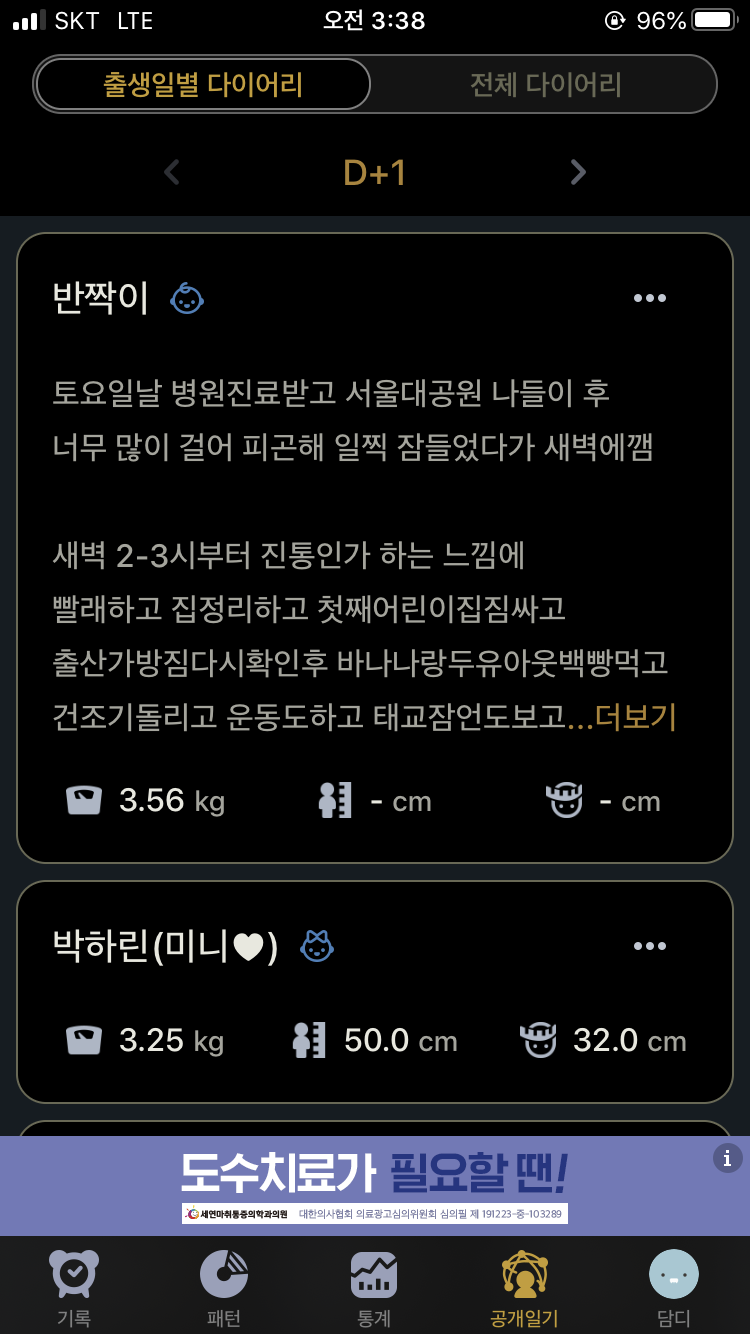 SKT LTE 오전 3:38 96%
출생일별 다이어리 전체 다이어리
D+1
반짝이
토요일날 병원진료받고 서울대공원 나들이 후
너무 많이 걸어 피곤해 일찍 잠들었다가 새벽에깸
새벽 2-3시부터 진통인가 하는 느낌에
빨래하고 집정리하고 첫째어린이집짐싸고
출산가방짐다시확인후 바나나랑두유아웃백빵먹고
건조기돌리고 운동도하고 태교잠언도보고...더보기
3.56 kg - cm - cm
박하린(미니♥)
3.25 kg 50.0 cm 32.0 cm
도수치료가 필요할 땐!
세연마취통증의학과의원 대한의사협회 의료광고심의위원회 심의필 제 191223-중-103289
기록 패턴 통계 공개일기 담디